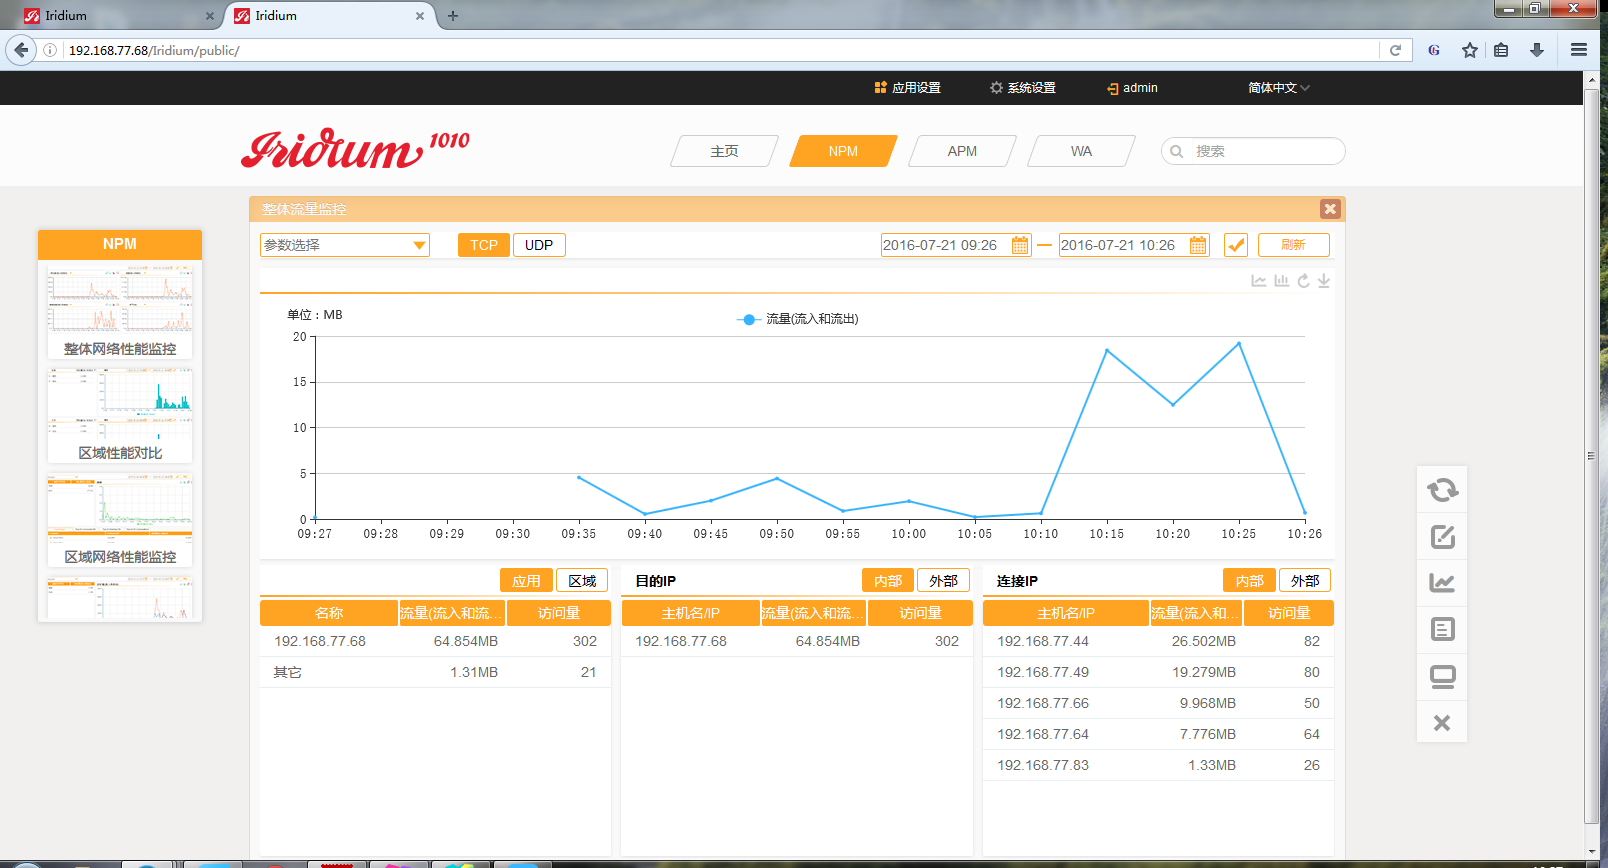 Iridium
Iridium
192.168.77.68/Iridium/public/
应用设置
系统设置
admin
简体中文
Iridium 1010
主页
NPM
APM
WA
搜索
整体流量监控
NPM
整体网络性能监控
区域性能对比
区域网络性能监控
参数选择
TCP
UDP
2016-07-21 09:26
2016-07-21 10:26
刷新
单位：MB
流量(流入和流出)
20
15
10
5
0
09:27 09:28 09:29 09:30 09:35 09:40 09:45 09:50 09:55 10:00 10:05 10:10 10:15 10:20 10:25 10:26
应用 区域
名称 流量(流入和流... 访问量
192.168.77.68 64.854MB 302
其它 1.31MB 21
目的IP 内部 外部
主机名/IP 流量(流入和流... 访问量
192.168.77.68 64.854MB 302
连接IP 内部 外部
主机名/IP 流量(流入和... 访问量
192.168.77.44 26.502MB 82
192.168.77.49 19.279MB 80
192.168.77.66 9.968MB 50
192.168.77.64 7.776MB 64
192.168.77.83 1.33MB 26